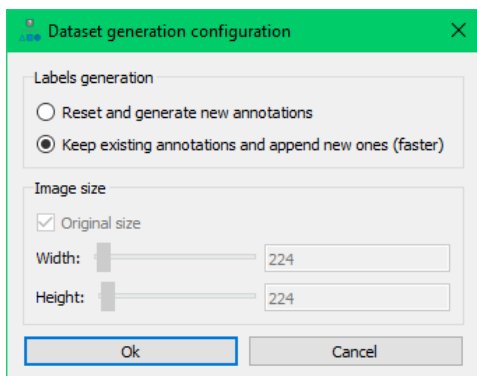 Dataset generation configuration
Labels generation
Reset and generate new annotations
Keep existing annotations and append new ones (faster)
Image size
Original size
Width: 224
Height: 224
Ok Cancel